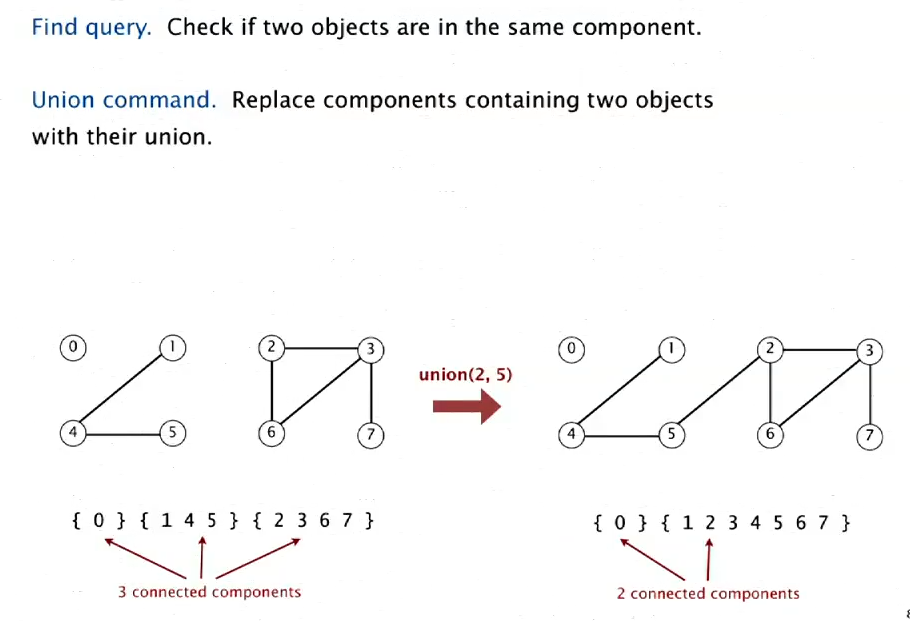 Find query. Check if two objects are in the same component.
Union command. Replace components containing two objects
with their union.
0 1 2 3
4 5 6 7
union(2, 5)
0 1 2 3
4 5 6 7
{ 0 } { 1 4 5 } { 2 3 6 7 }
3 connected components
{ 0 } { 1 2 3 4 5 6 7 }
2 connected components